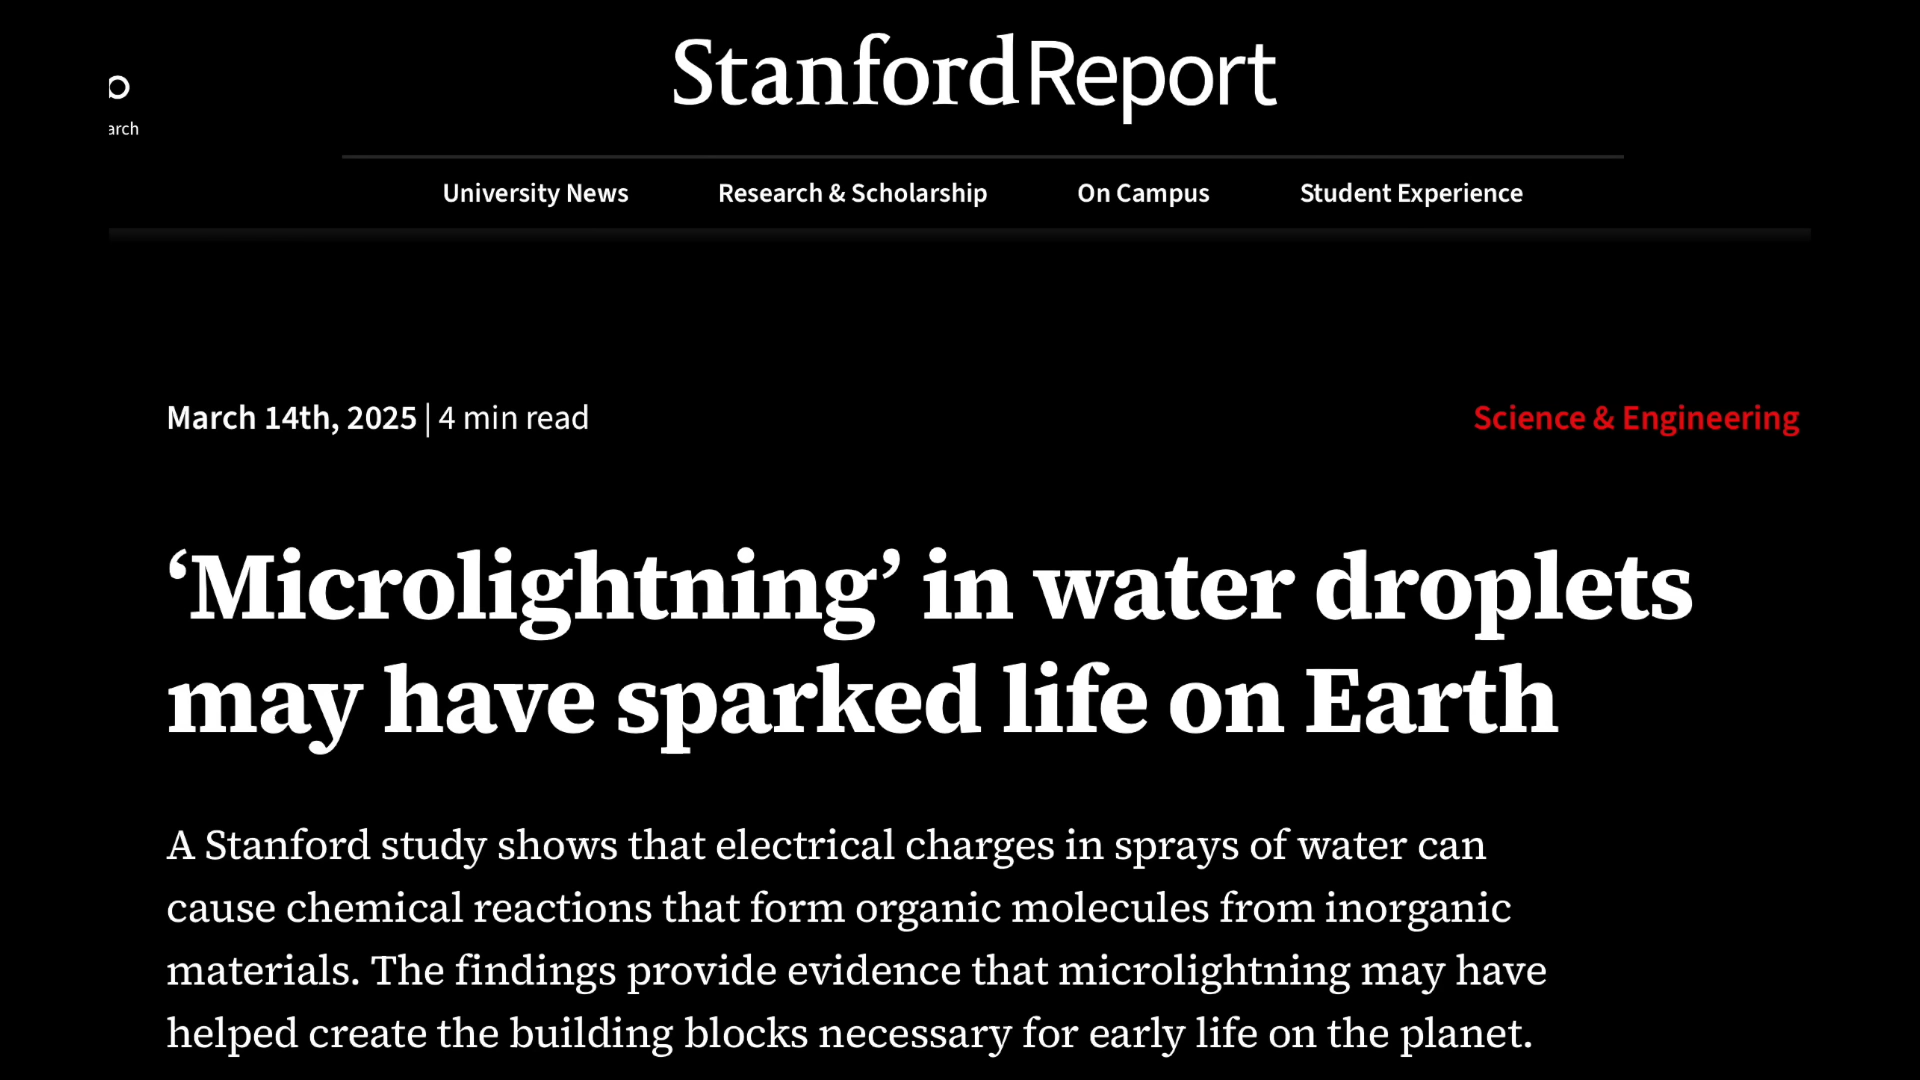 StanfordReport
arch
University News Research & Scholarship On Campus Student Experience
March 14th, 2025 | 4 min read Science & Engineering
‘Microlightning’ in water droplets
may have sparked life on Earth
A Stanford study shows that electrical charges in sprays of water can
cause chemical reactions that form organic molecules from inorganic
materials. The findings provide evidence that microlightning may have
helped create the building blocks necessary for early life on the planet.